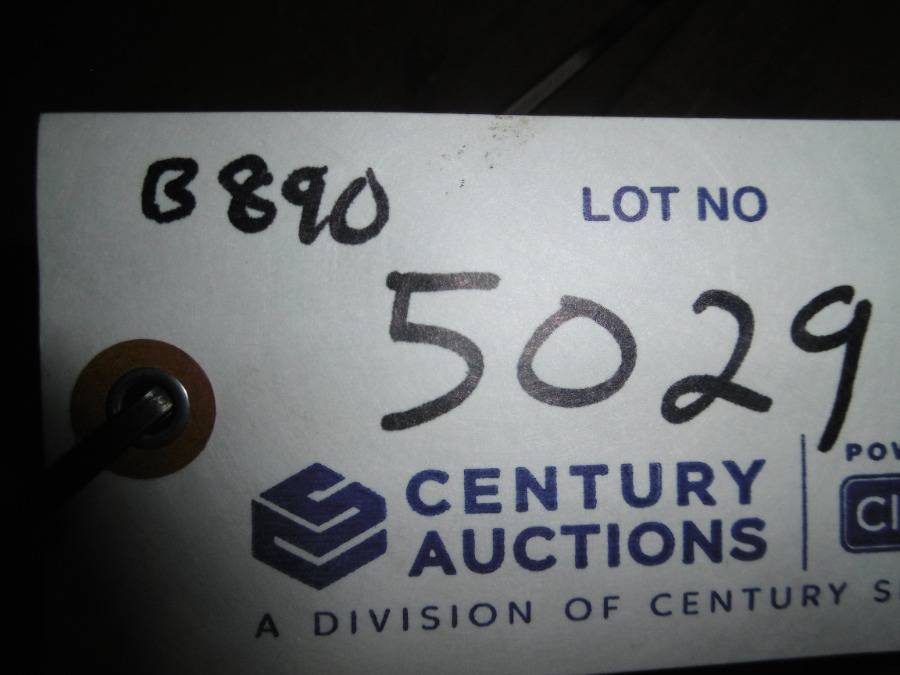 B890
LOT NO
5029
CENTURY
AUCTIONS
A DIVISION OF CENTURY